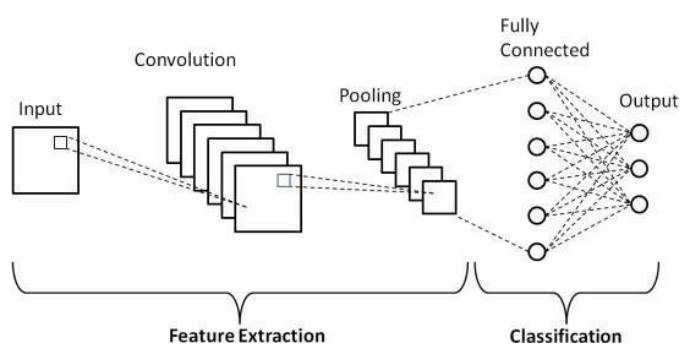 Input
Convolution
Pooling
Fully
Connected
Output
Feature Extraction
Classification